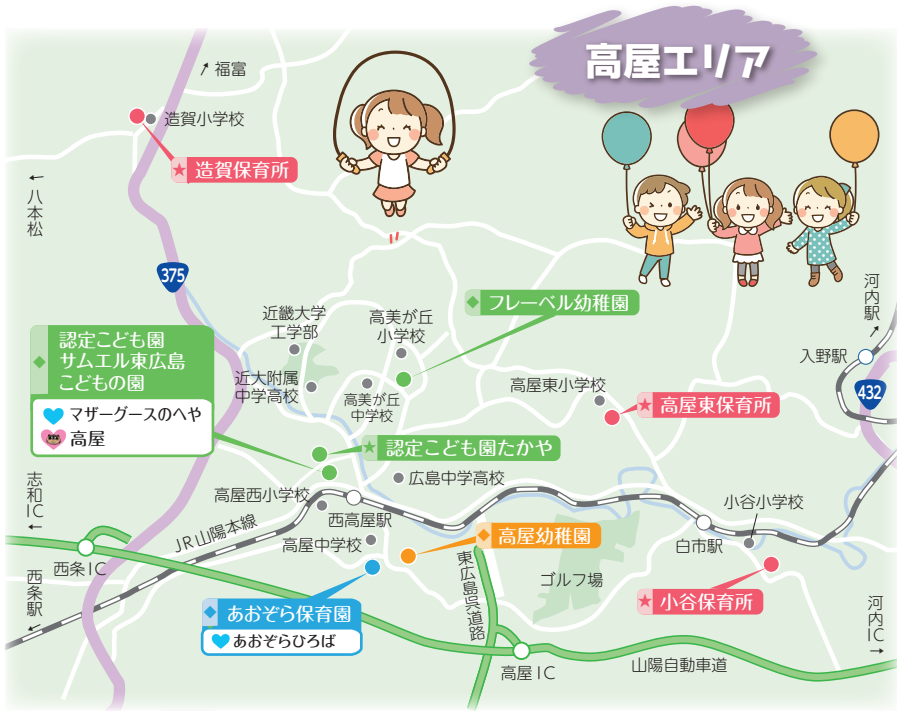 高屋エリア
↗福富
造賀小学校
★ 造賀保育所
←八本松
375
河内駅→
入野駅
432
◆ フレーベル幼稚園
近畿大学
工学部
高美が丘
小学校
認定こども園
◆ サムエル東広島
こどもの園
マザーグースのへや
高屋
近大附属
中学高校
高美が丘
中学校
高屋東小学校
★ 高屋東保育所
★ 認定こども園たかや
広島中学高校
志和IC←
高屋西小学校
西高屋駅
小谷小学校
JR山陽本線
高屋中学校
◆ 高屋幼稚園
白市駅
西条IC
東広島呉道路
ゴルフ場
西条駅←
★ 小谷保育所
◆ あおぞら保育園
あおぞらひろば
河内IC→
高屋IC
山陽自動車道